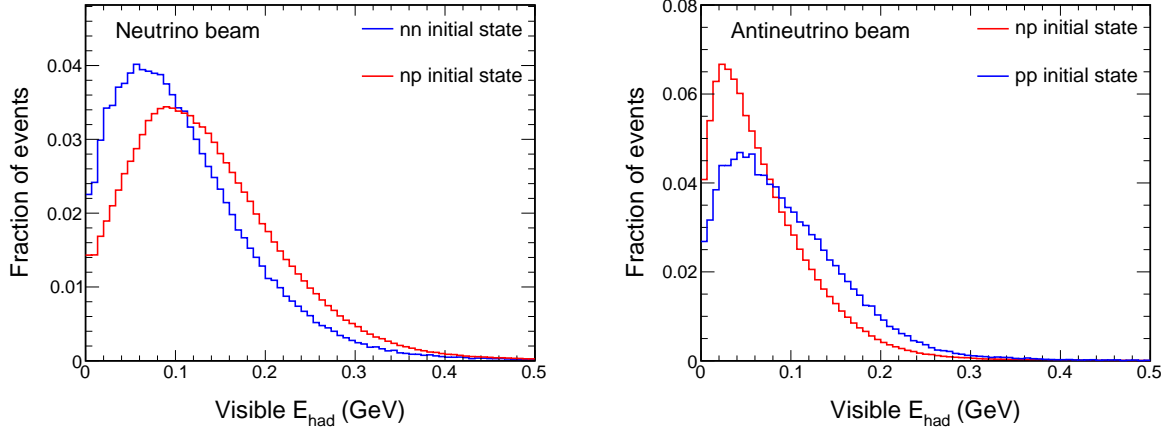 Neutrino beam
nn initial state
np initial state
0.04
0.03
0.02
0.01
0
0
0.1
0.2
0.3
0.4
0.5
Fraction of events
Visible E_had (GeV)
Antineutrino beam
np initial state
pp initial state
0.08
0.06
0.04
0.02
0
0
0.1
0.2
0.3
0.4
0.5
Fraction of events
Visible E_had (GeV)